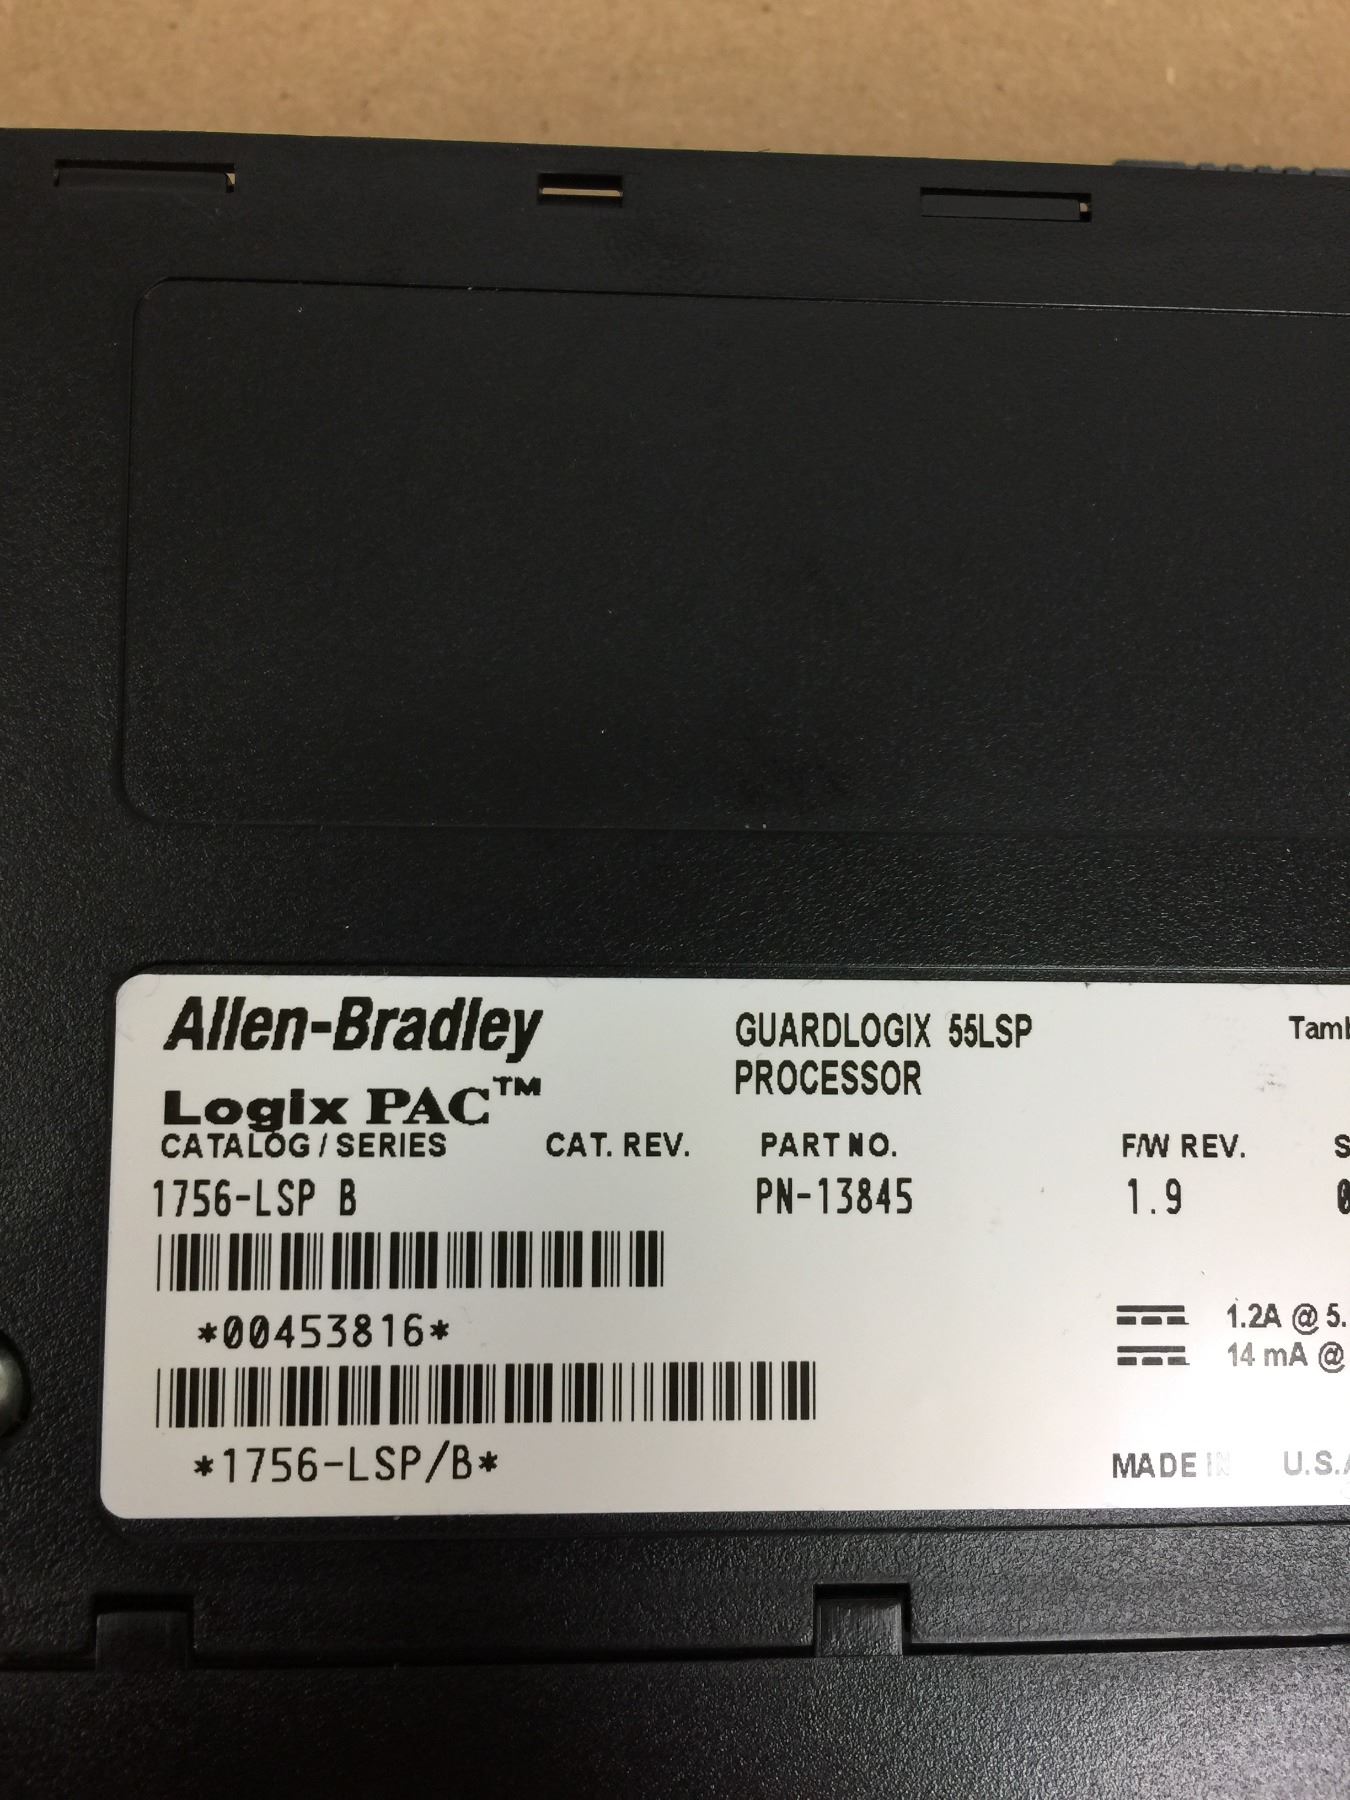 Allen-Bradley
Logix PAC™
GUARDLOGIX 55LSP
PROCESSOR
CATALOG / SERIES CAT. REV. PART NO. F/W REV.
1756-LSP B PN-13845 1.9
*00453816*
1.2A @ 5.
14 mA @
*1756-LSP/B*
MADE IN U.S.A